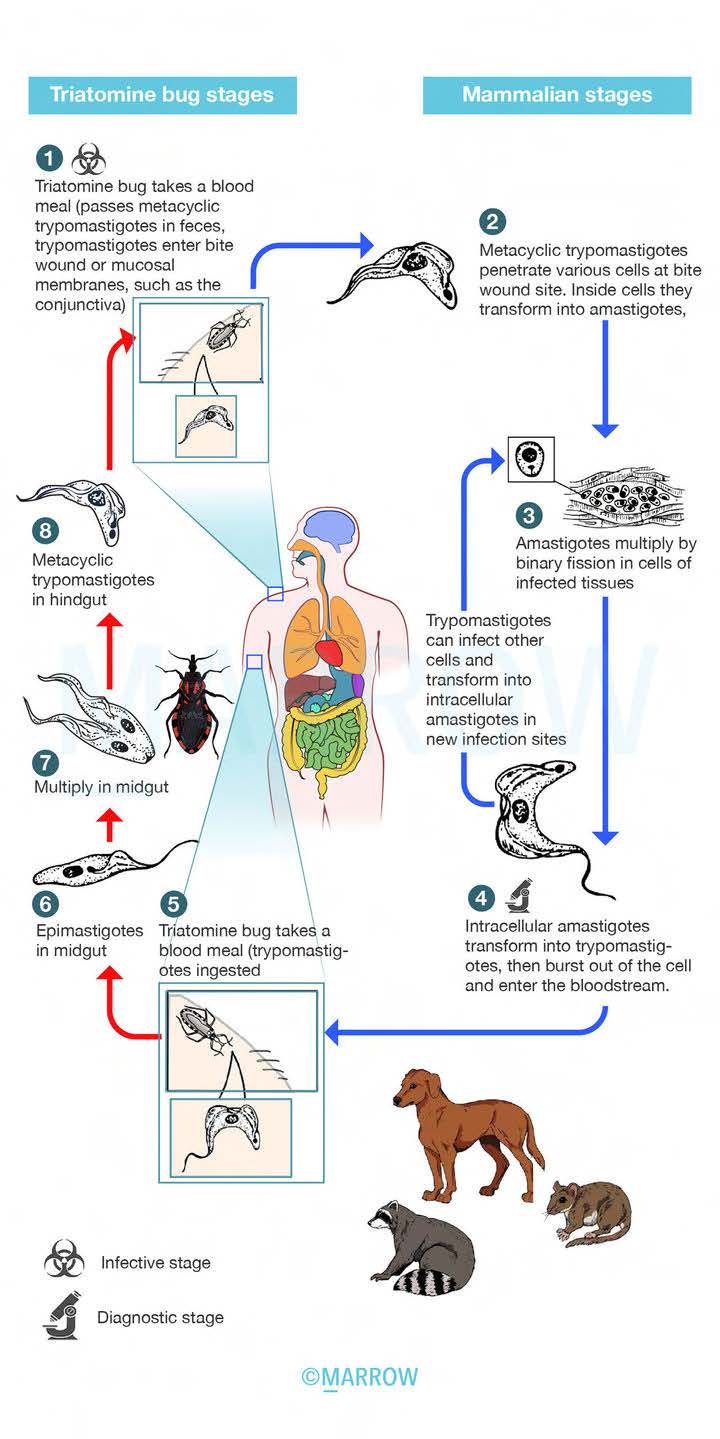 Triatomine bug stages
Mammalian stages
1
Triatomine bug takes a blood
meal (passes metacyclic
trypomastigotes in feces,
trypomastigotes enter bite
wound or mucosal
membranes, such as the
conjunctiva)
2
Metacyclic trypomastigotes
penetrate various cells at bite
wound site. Inside cells they
transform into amastigotes,
3
Amastigotes multiply by
binary fission in cells of
infected tissues
Trypomastigotes
can infect other
cells and
transform into
intracellular
amastigotes in
new infection sites
4
Intracellular amastigotes
transform into trypomastig-
otes, then burst out of the cell
and enter the bloodstream.
5
Triatomine bug takes a
blood meal (trypomastig-
otes ingested
6
Epimastigotes
in midgut
7
Multiply in midgut
8
Metacyclic
trypomastigotes
in hindgut
MARROW
Infective stage
Diagnostic stage
©MARROW